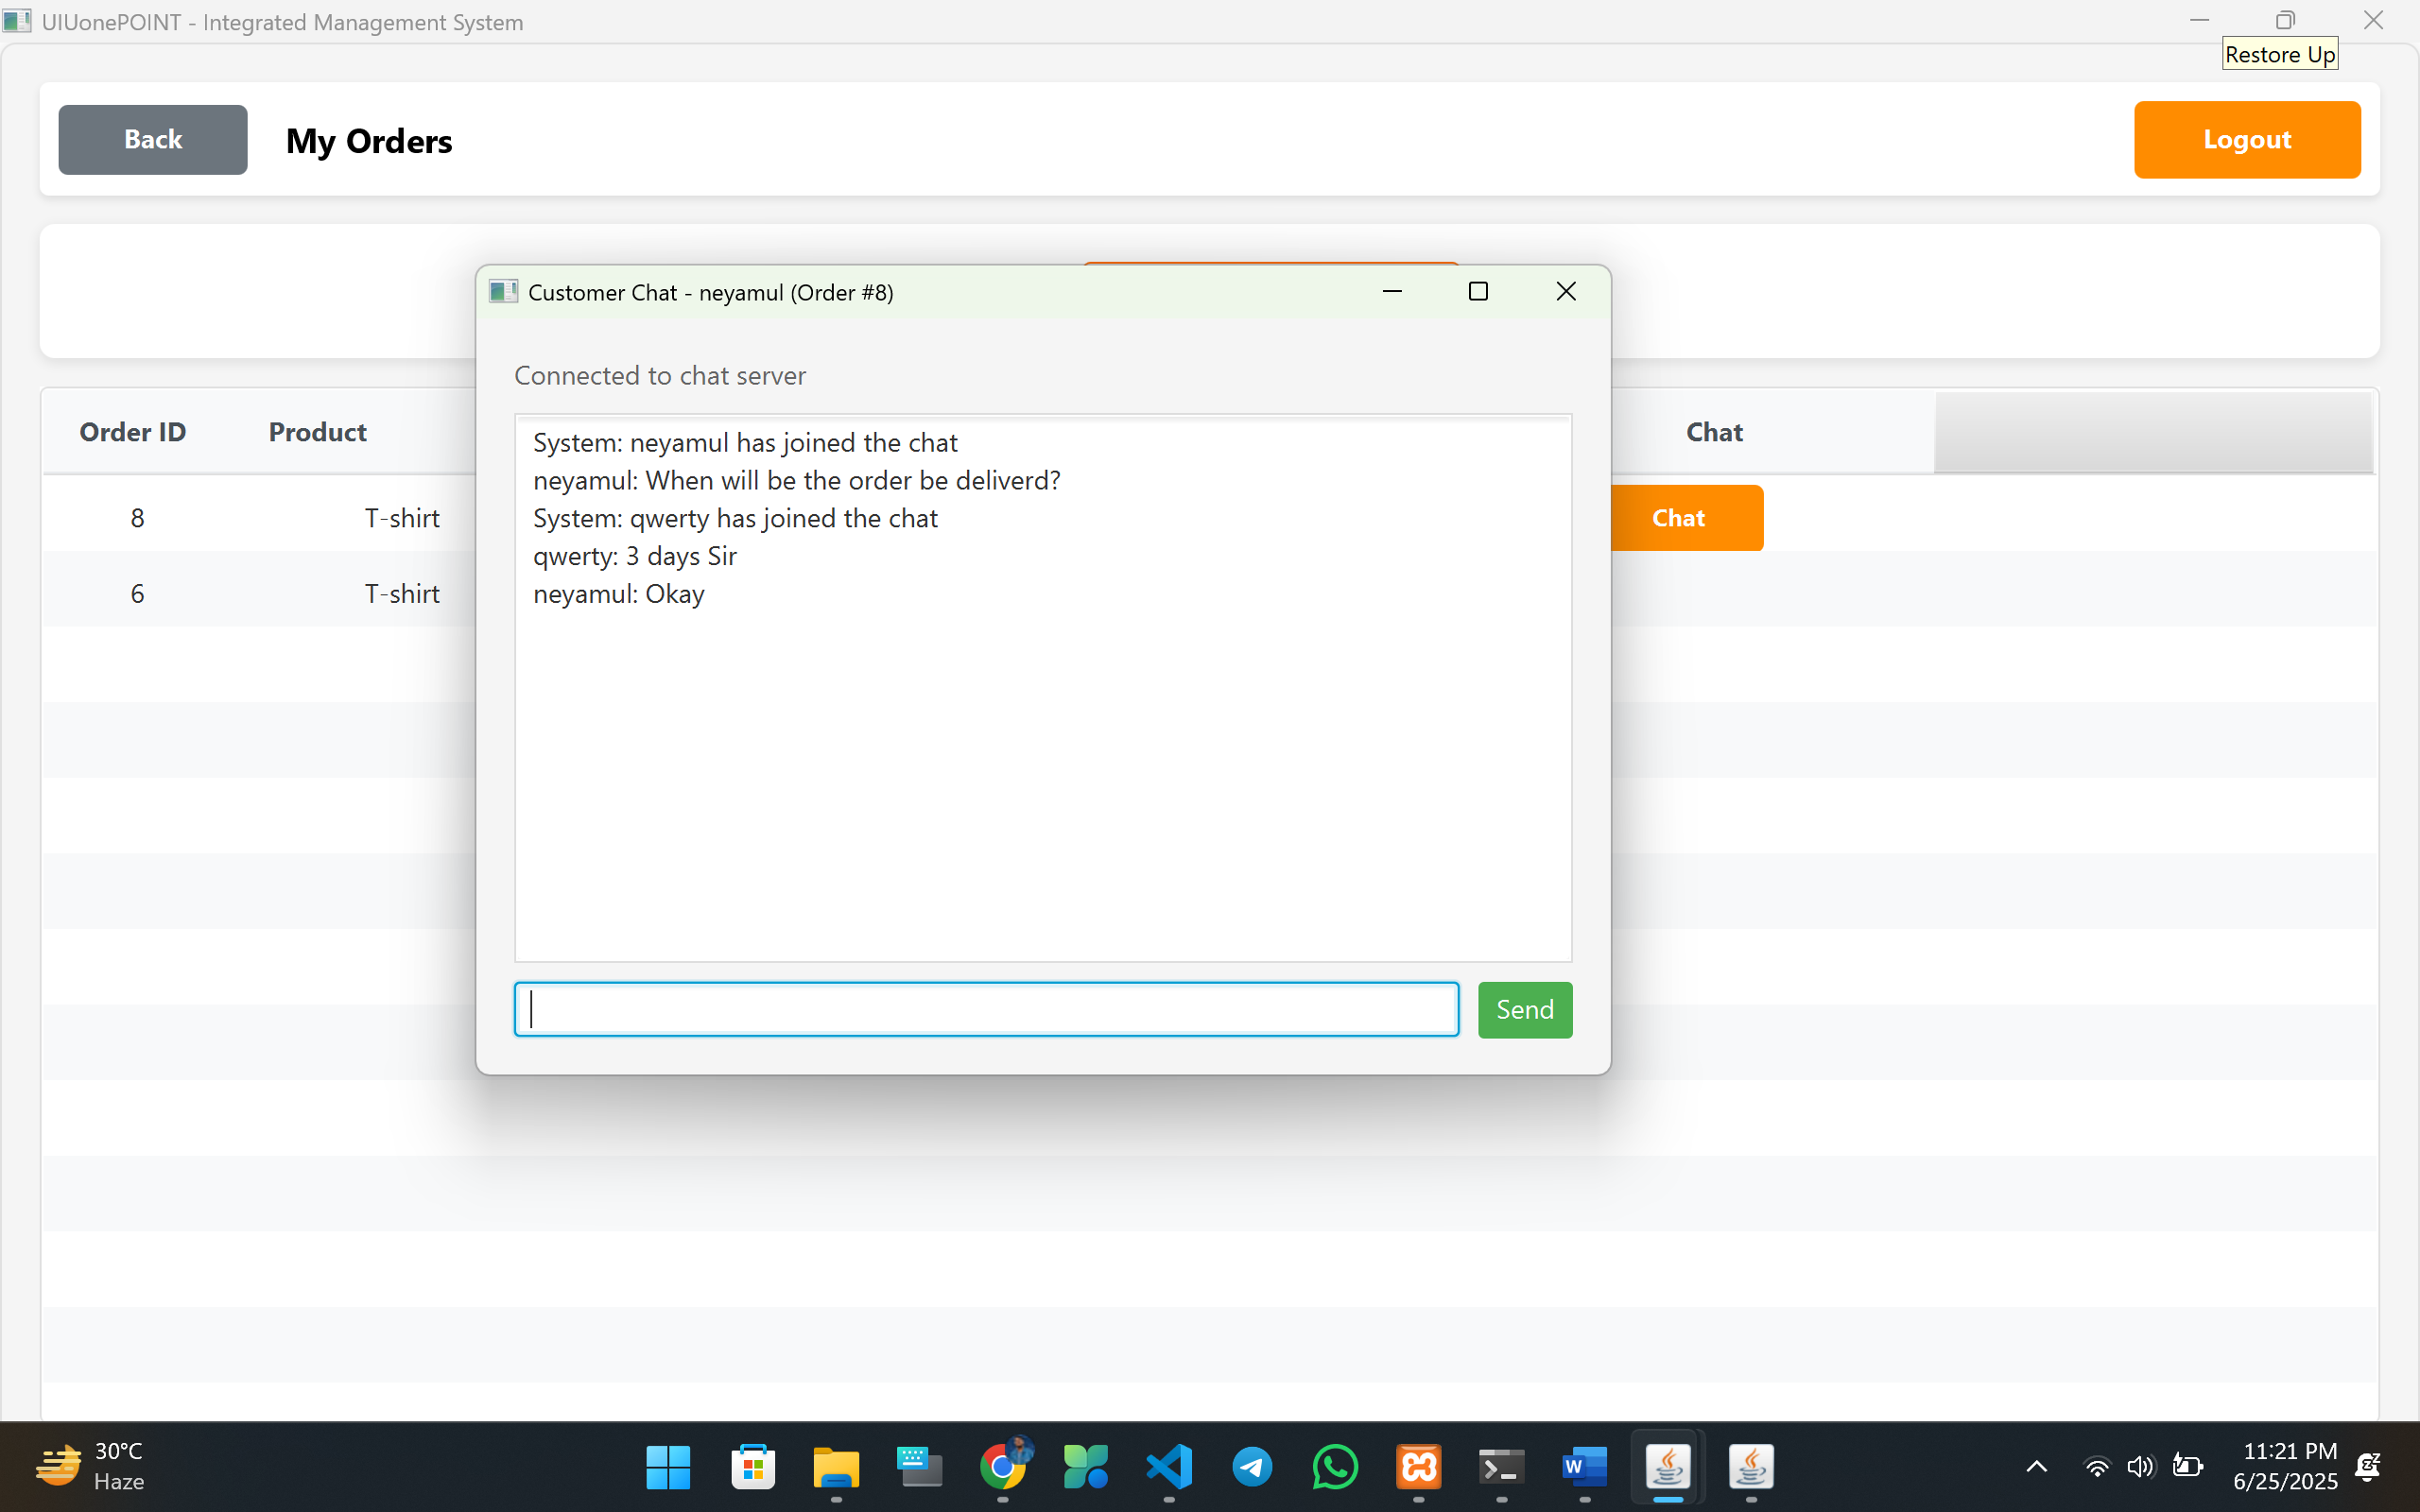 UIUonePOINT - Integrated Management System
Restore Up
Back
My Orders
Logout
Customer Chat - neyamul (Order #8)
Connected to chat server
Order ID
Product
Chat
System: neyamul has joined the chat
neyamul: When will be the order be deliverd?
System: qwerty has joined the chat
qwerty: 3 days Sir
neyamul: Okay
8
T-shirt
Chat
6
T-shirt
Send
30°C
Haze
W
11:21 PM
6/25/2025